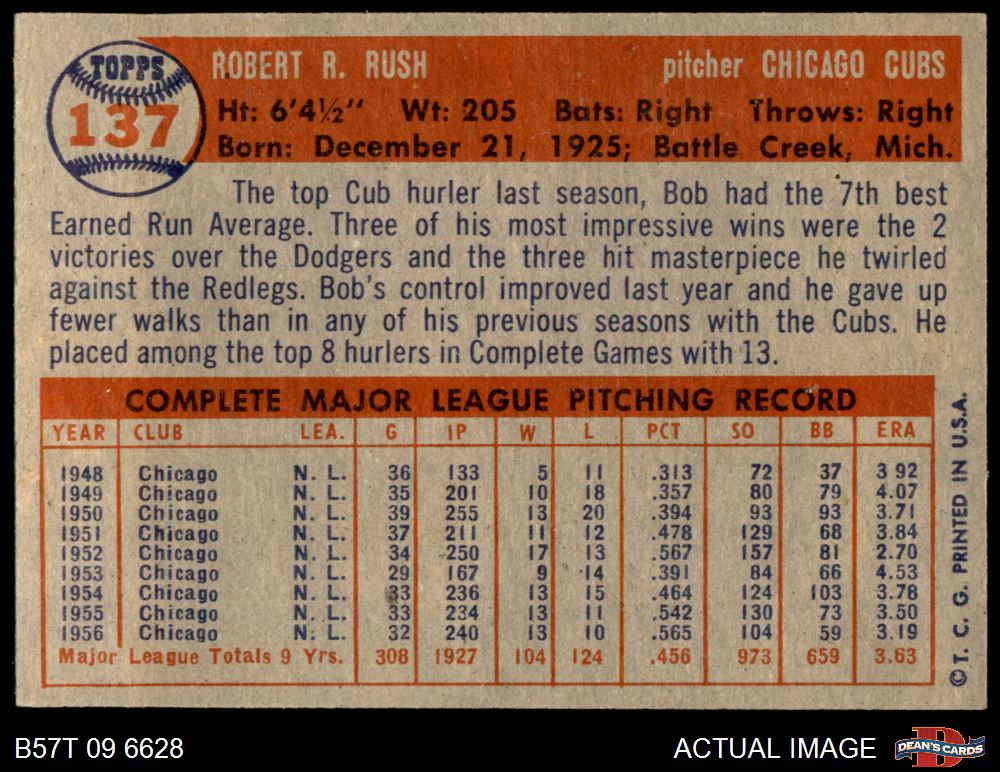 TOPPS
137
ROBERT R. RUSH pitcher CHICAGO CUBS
Ht: 6'4½" Wt: 205 Bats: Right Throws: Right
Born: December 21, 1925; Battle Creek, Mich.
The top Cub hurler last season, Bob had the 7th best
Earned Run Average. Three of his most impressive wins were the 2
victories over the Dodgers and the three hit masterpiece he twirled
against the Redlegs. Bob's control improved last year and he gave up
fewer walks than in any of his previous seasons with the Cubs. He
placed among the top 8 hurlers in Complete Games with 13.
COMPLETE MAJOR LEAGUE PITCHING RECORD
YEAR CLUB LEA. G IP W L PCT SO BB ERA
1948 Chicago N. L. 36 133 5 11 .313 72 37 3 92
1949 Chicago N. L. 35 201 10 18 .357 80 79 4.07
1950 Chicago N. L. 39 255 13 20 .394 93 93 3.71
1951 Chicago N. L. 37 211 11 12 .478 129 68 3.84
1952 Chicago N. L. 34 250 17 13 .567 157 81 2.70
1953 Chicago N. L. 29 167 9 14 .391 84 66 4.53
1954 Chicago N. L. 33 236 13 15 .464 124 103 3.78
1955 Chicago N. L. 33 234 13 11 .542 130 73 3.50
1956 Chicago N. L. 32 240 13 10 .565 104 59 3.19
Major League Totals 9 Yrs. 308 1927 104 124 .456 973 659 3.63
©T. C. G. PRINTED IN U.S.A.
B57T 09 6628 ACTUAL IMAGE
DEAN'S CARDS